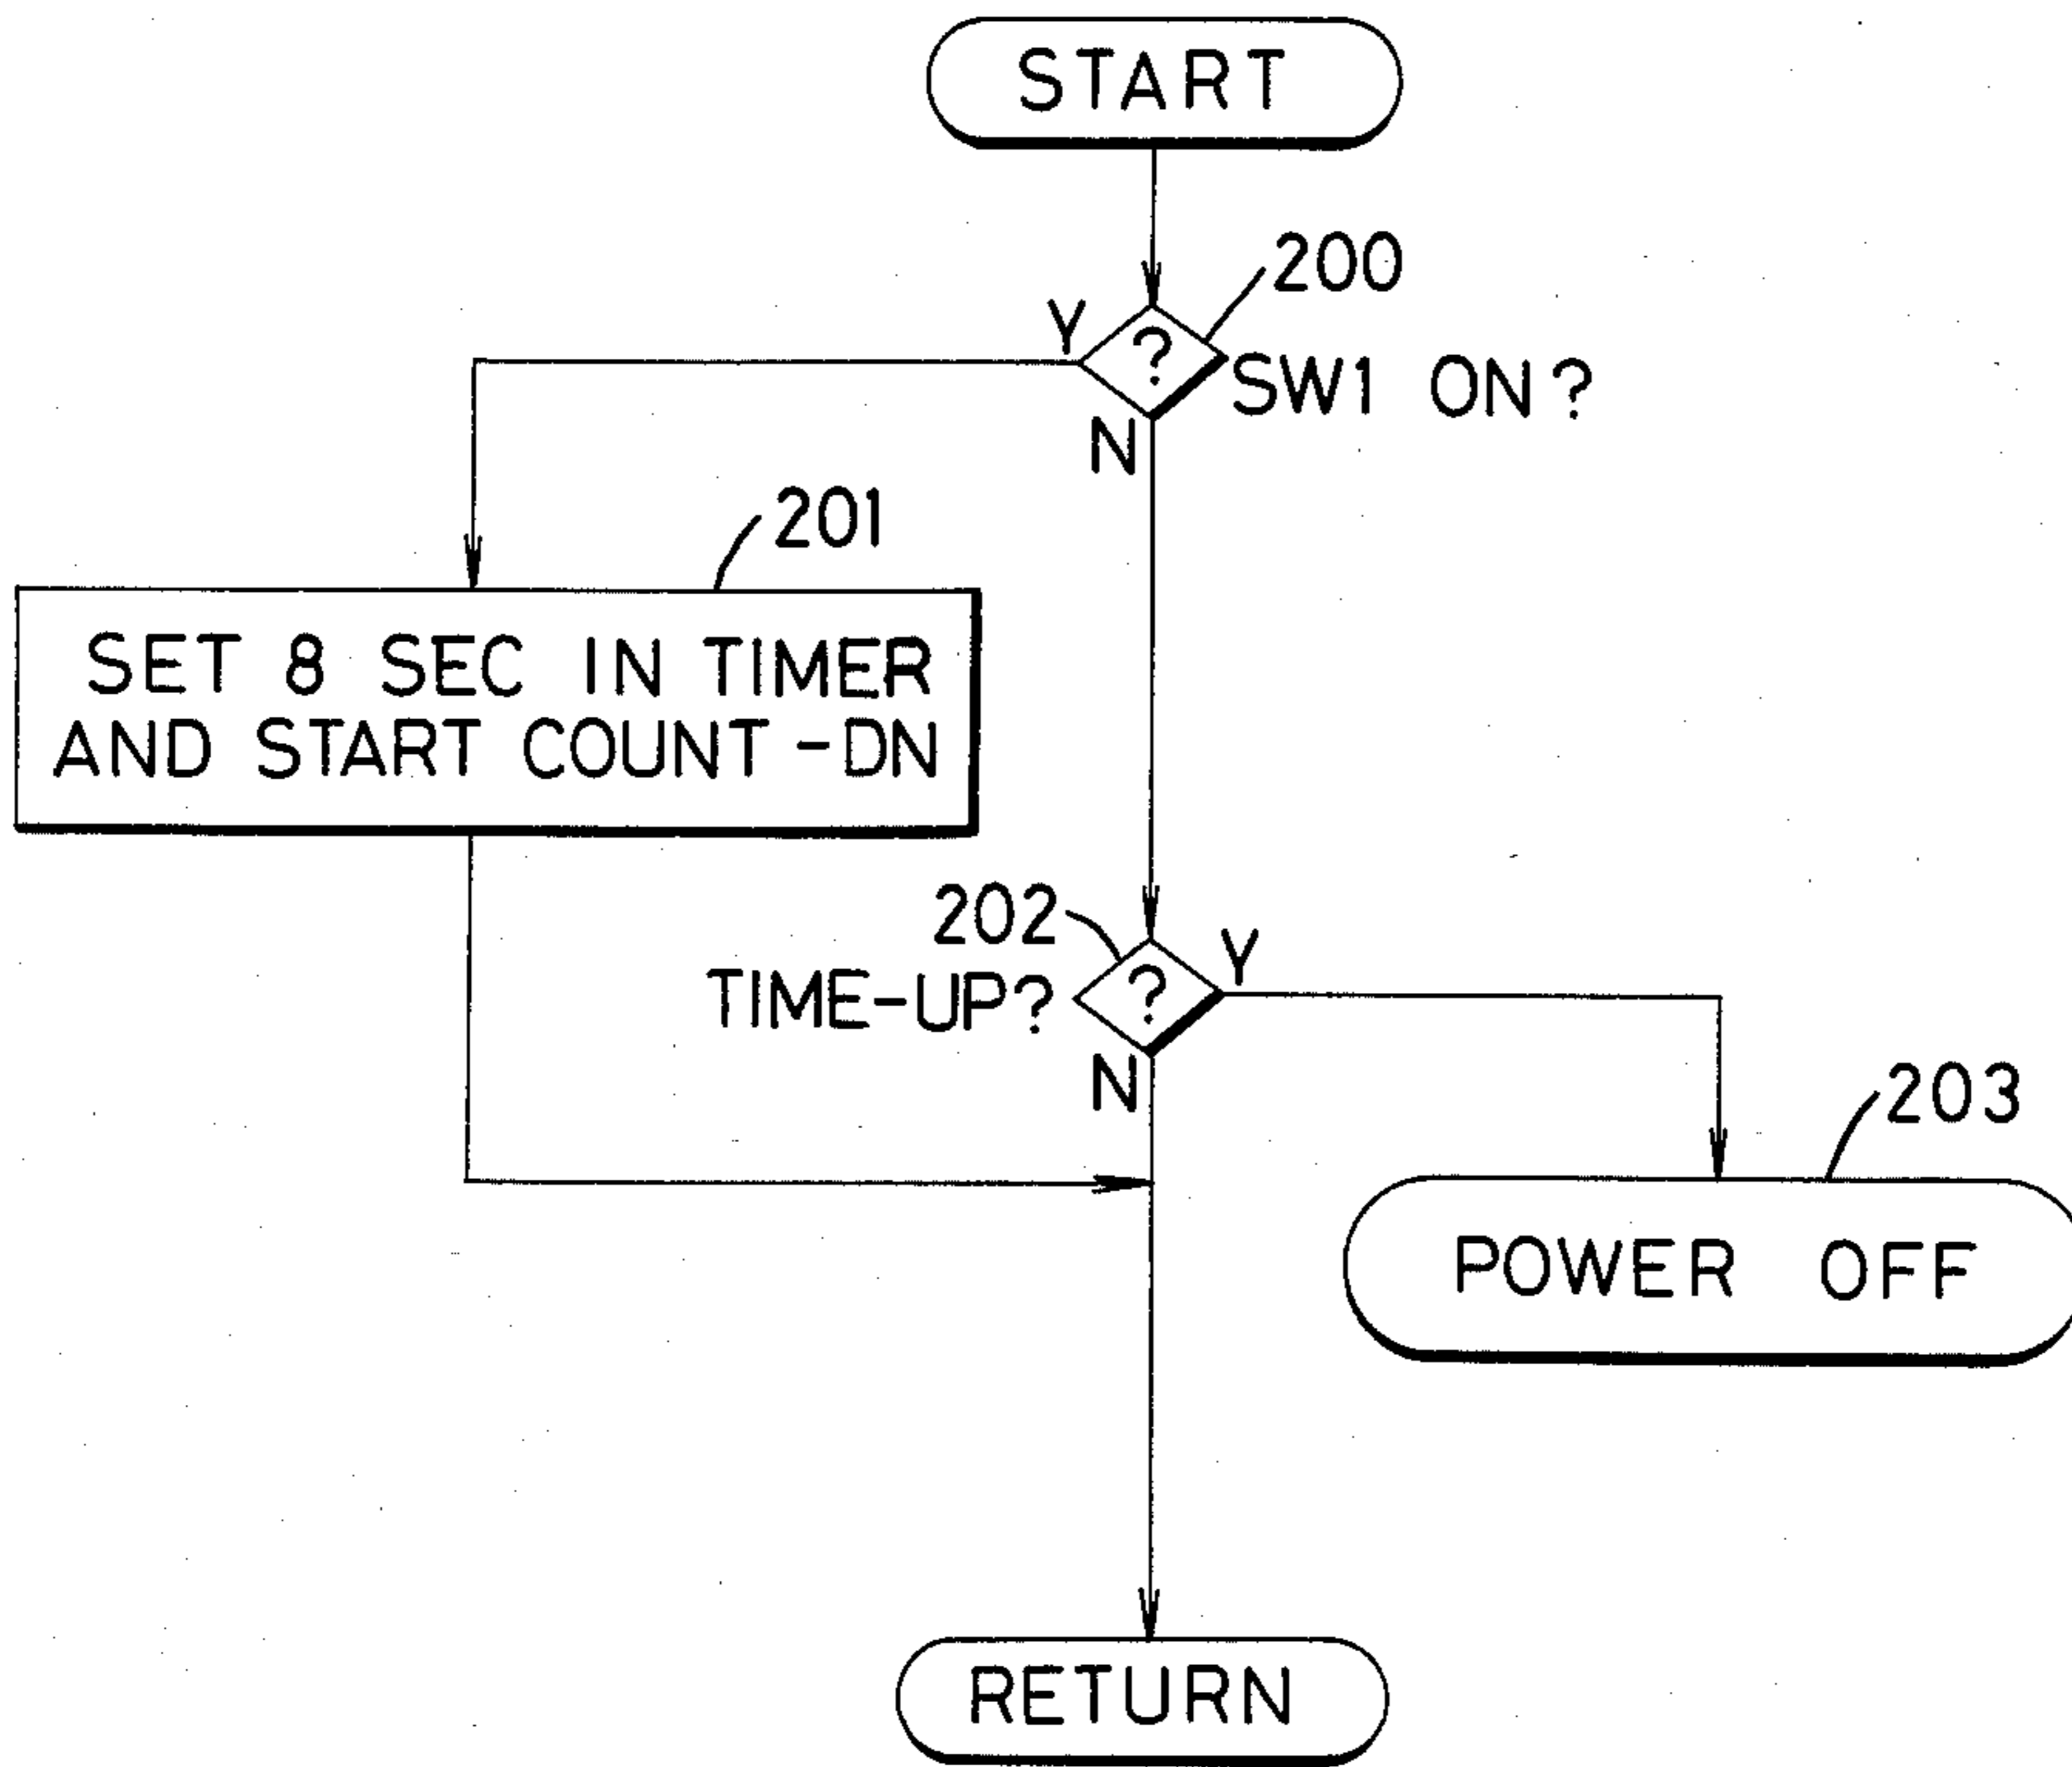 START
200
Y
?
SW1 ON?
N
201
SET 8 SEC IN TIMER
AND START COUNT-DN
202
Y
TIME-UP?
?
N
203
POWER OFF
RETURN